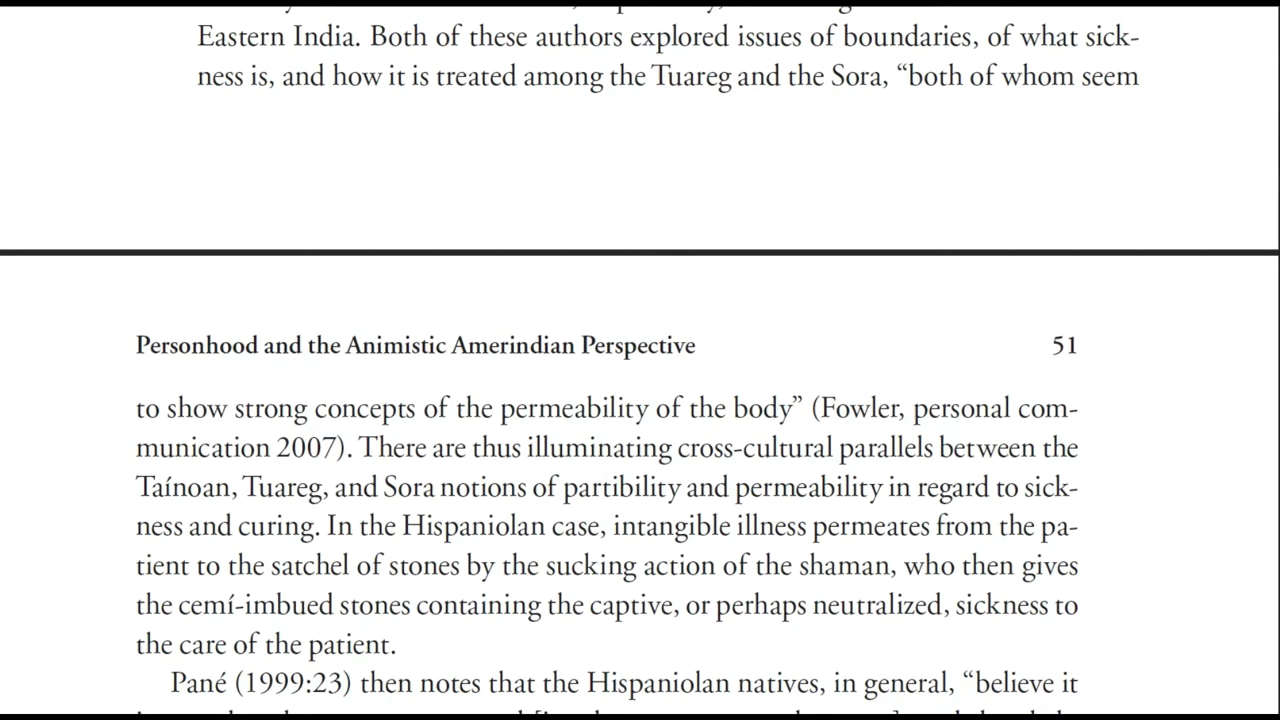 Eastern India. Both of these authors explored issues of boundaries, of what sick-
ness is, and how it is treated among the Tuareg and the Sora, “both of whom seem
Personhood and the Animistic Amerindian Perspective 51
to show strong concepts of the permeability of the body” (Fowler, personal com-
munication 2007). There are thus illuminating cross-cultural parallels between the
Taínoan, Tuareg, and Sora notions of partibility and permeability in regard to sick-
ness and curing. In the Hispaniolan case, intangible illness permeates from the pa-
tient to the satchel of stones by the sucking action of the shaman, who then gives
the cemí-imbued stones containing the captive, or perhaps neutralized, sickness to
the care of the patient.
Pané (1999:23) then notes that the Hispaniolan natives, in general, “believe it